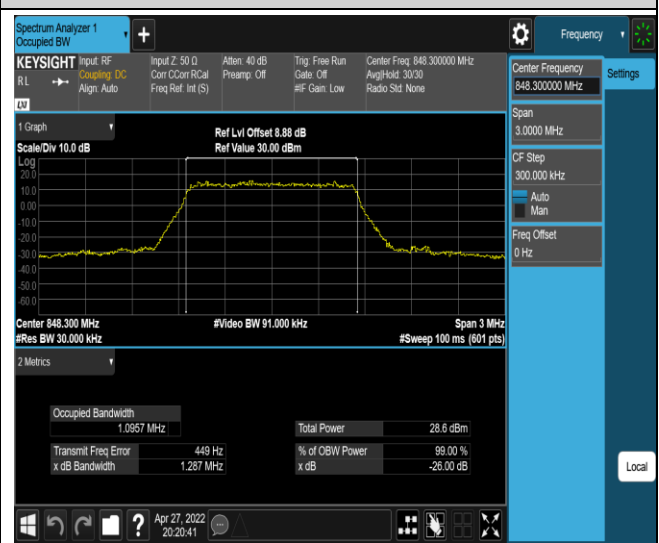 Spectrum Analyzer 1
Occupied BW
Frequency
KEYSIGHT
RL
LXI
Input: RF
Coupling: DC
Align: Auto
Input Z: 50 Ω
Corr CCorr RCal
Freq Ref: Int (S)
Atten: 40 dB
Preamp: Off
Trig: Free Run
Gate: Off
#IF Gain: Low
Center Freq: 848.300000 MHz
Avg|Hold: 30/30
Radio Std: None
Center Frequency
848.300000 MHz
Settings
Span
3.0000 MHz
CF Step
300.000 kHz
Auto
Man
Freq Offset
0 Hz
1 Graph
Scale/Div 10.0 dB
Ref Lvl Offset 8.88 dB
Ref Value 30.00 dBm
Log
20.0
10.0
0.00
-10.0
-20.0
-30.0
-40.0
-50.0
-60.0
Center 848.300 MHz
#Res BW 30.000 kHz
#Video BW 91.000 kHz
Span 3 MHz
#Sweep 100 ms (601 pts)
2 Metrics
Occupied Bandwidth
1.0957 MHz
Total Power 28.6 dBm
Transmit Freq Error 449 Hz
% of OBW Power 99.00 %
x dB Bandwidth 1.287 MHz
x dB -26.00 dB
Local
?
Apr 27, 2022
20:20:41